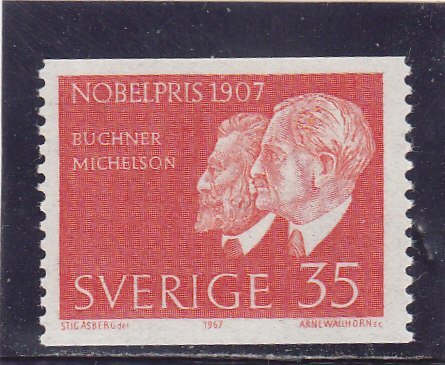 NOBELPRIS 1907
BUCHNER
MICHELSON
SVERIGE 35
STIG ÅSBERG del 1967 ARNE WALLHORN sc.